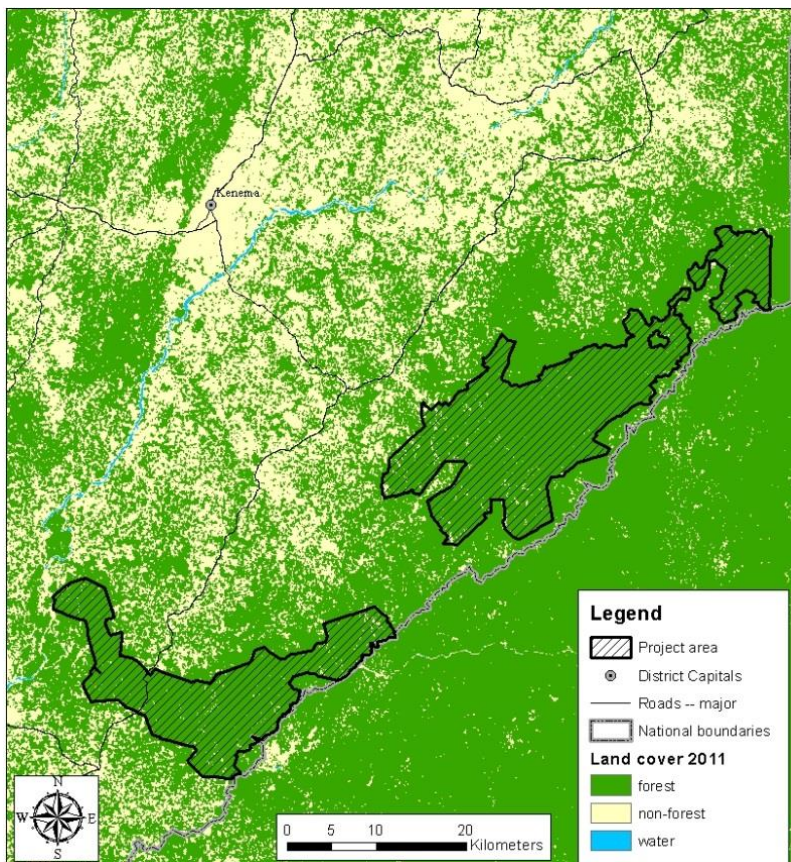 Kenema
Legend
Project area
District Capitals
Roads -- major
National boundaries
Land cover 2011
forest
non-forest
water
N
W E
S
0 5 10 20
Kilometers